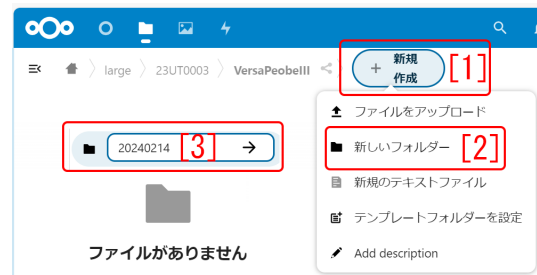 large 〉 23UT0003 〉 VersaPeobeIII
+ 新規
作成
[1]
ファイルをアップロード
新しいフォルダー [2]
新規のテキストファイル
テンプレートフォルダーを設定
Add description
20240214 [3] →
ファイルがありません